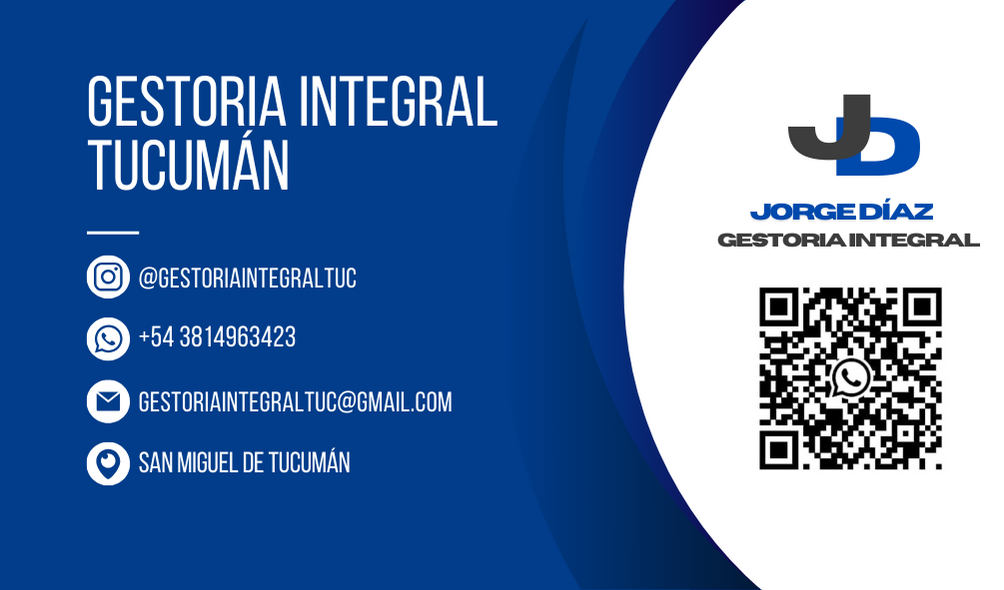 GESTORIA INTEGRAL
TUCUMÁN
@GESTORIAINTEGRALTUC
+54 3814963423
GESTORIAINTEGRALTUC@GMAIL.COM
SAN MIGUEL DE TUCUMÁN
JD
JORGE DÍAZ
GESTORIA INTEGRAL